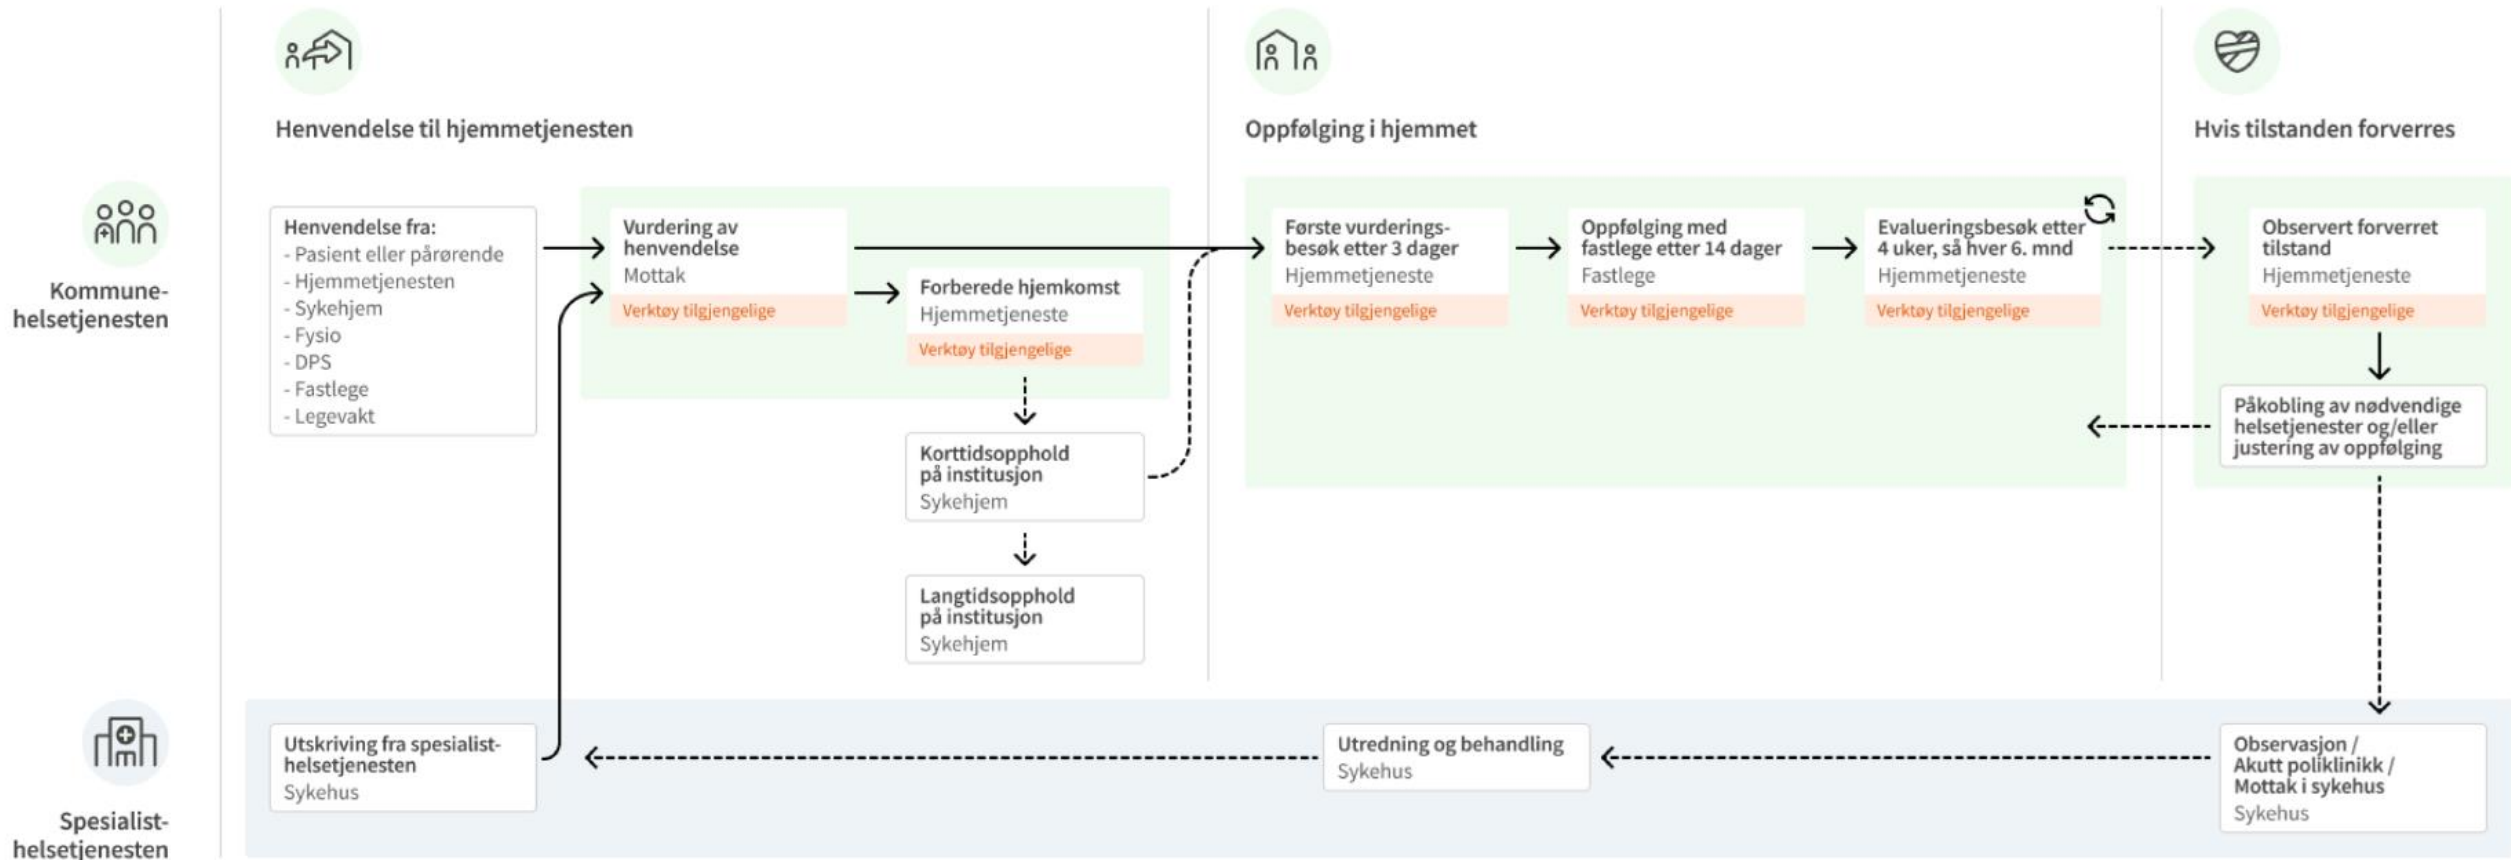 Henvendelse til hjemmetjenesten
Oppfølging i hjemmet
Hvis tilstanden forverres
Kommune-
helsetjenesten
Henvendelse fra:
- Pasient eller pårørende
- Hjemmetjenesten
- Sykehjem
- Fysio
- DPS
- Fastlege
- Legevakt
Vurdering av
henvendelse
Mottak
Verktøy tilgjengelige
Forberede hjemkomst
Hjemmetjeneste
Verktøy tilgjengelige
Korttidsopphold
på institusjon
Sykehjem
Langtidsopphold
på institusjon
Sykehjem
Første vurderings-
besøk etter 3 dager
Hjemmetjeneste
Verktøy tilgjengelige
Oppfølging med
fastlege etter 14 dager
Fastlege
Verktøy tilgjengelige
Evalueringsbesøk etter
4 uker, så hver 6. mnd
Hjemmetjeneste
Verktøy tilgjengelige
Observert forverret
tilstand
Hjemmetjeneste
Verktøy tilgjengelige
Påkobling av nødvendige
helsetjenester og/eller
justering av oppfølging
Spesialist-
helsetjenesten
Utskriving fra spesialist-
helsetjenesten
Sykehus
Utredning og behandling
Sykehus
Observasjon /
Akutt poliklinikk /
Mottak i sykehus
Sykehus